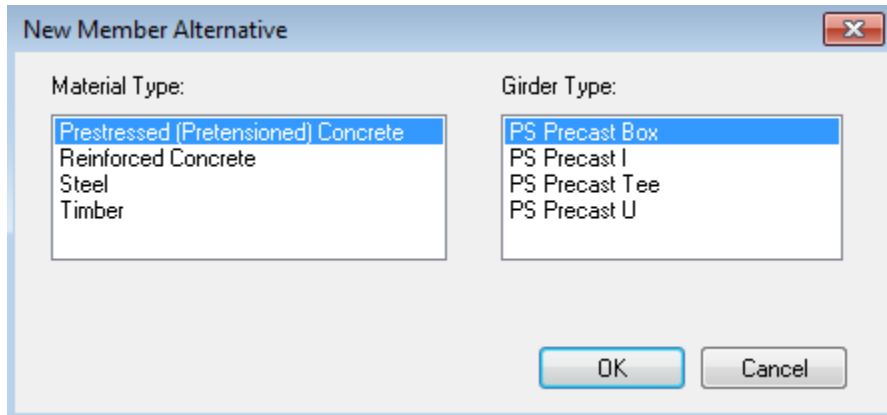 New Member Alternative
Material Type:
Prestressed (Pretensioned) Concrete
Reinforced Concrete
Steel
Timber
Girder Type:
PS Precast Box
PS Precast I
PS Precast Tee
PS Precast U
OK
Cancel